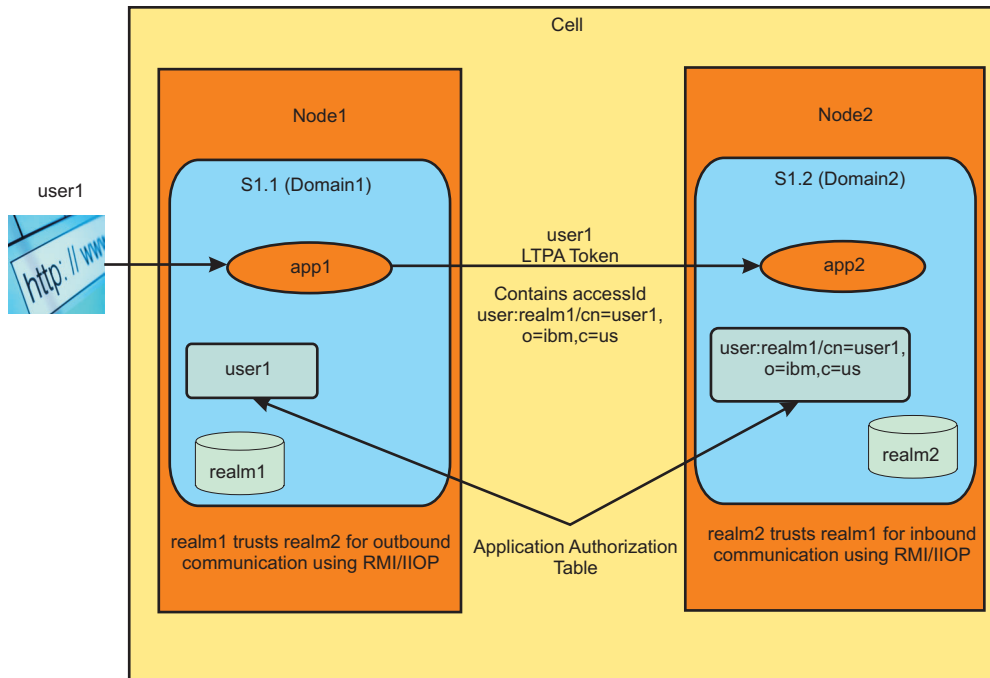 Cell
Node1
Node2
user1
S1.1 (Domain1)
S1.2 (Domain2)
http: // www
app1
user1
LTPA Token
app2
Contains accessId
user:realm1/cn=user1,
o=ibm,c=us
user1
user:realm1/cn=user1,
o=ibm,c=us
realm1
realm2
realm1 trusts realm2 for outbound
communication using RMI/IIOP
Application Authorization
Table
realm2 trusts realm1 for inbound
communication using RMI/IIOP